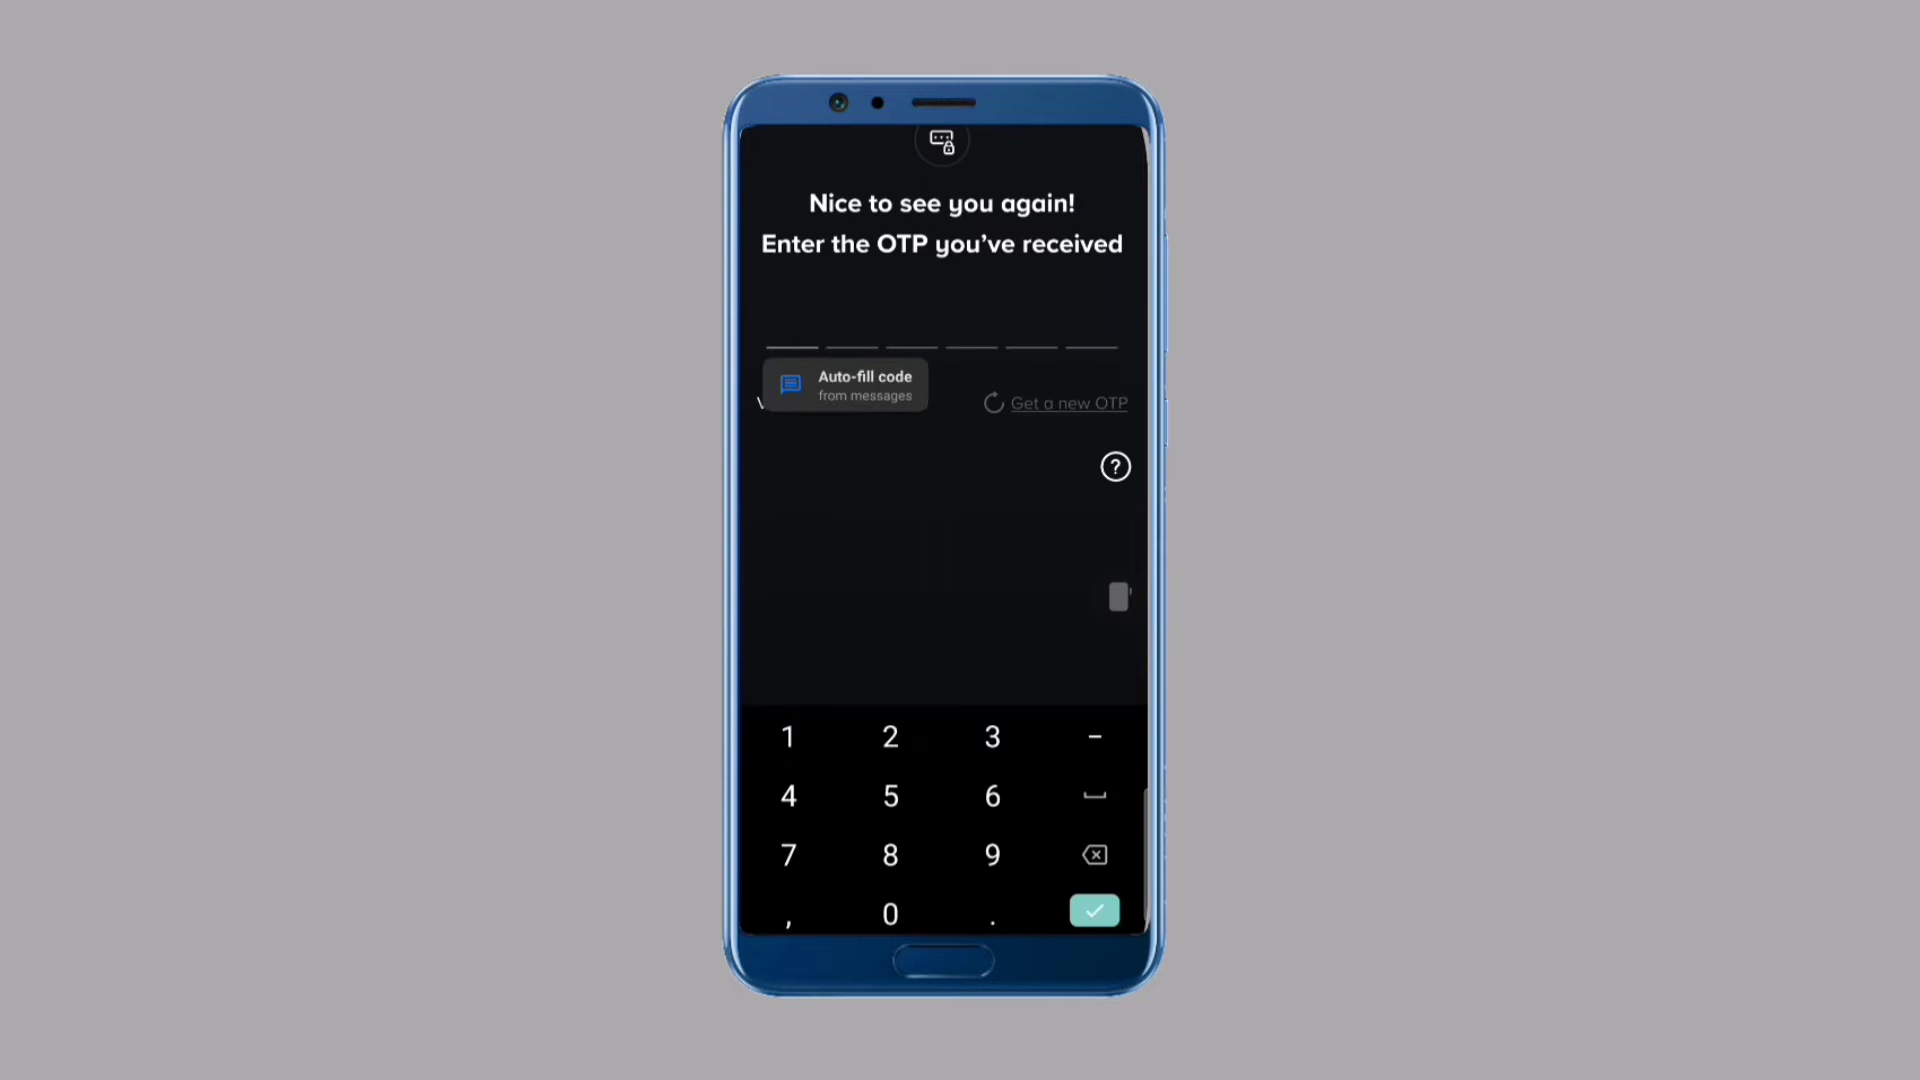 Nice to see you again!
Enter the OTP you've received
Auto-fill code
from messages
Get a new OTP
?
1 2 3 -
4 5 6
7 8 9
, 0 .